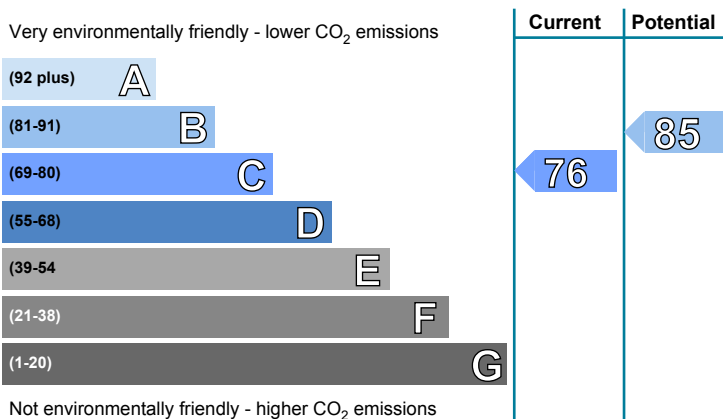 Very environmentally friendly - lower CO2 emissions
Current
Potential
(92 plus) A
(81-91) B
(69-80) C
(55-68) D
(39-54 E
(21-38) F
(1-20) G
76
85
Not environmentally friendly - higher CO2 emissions